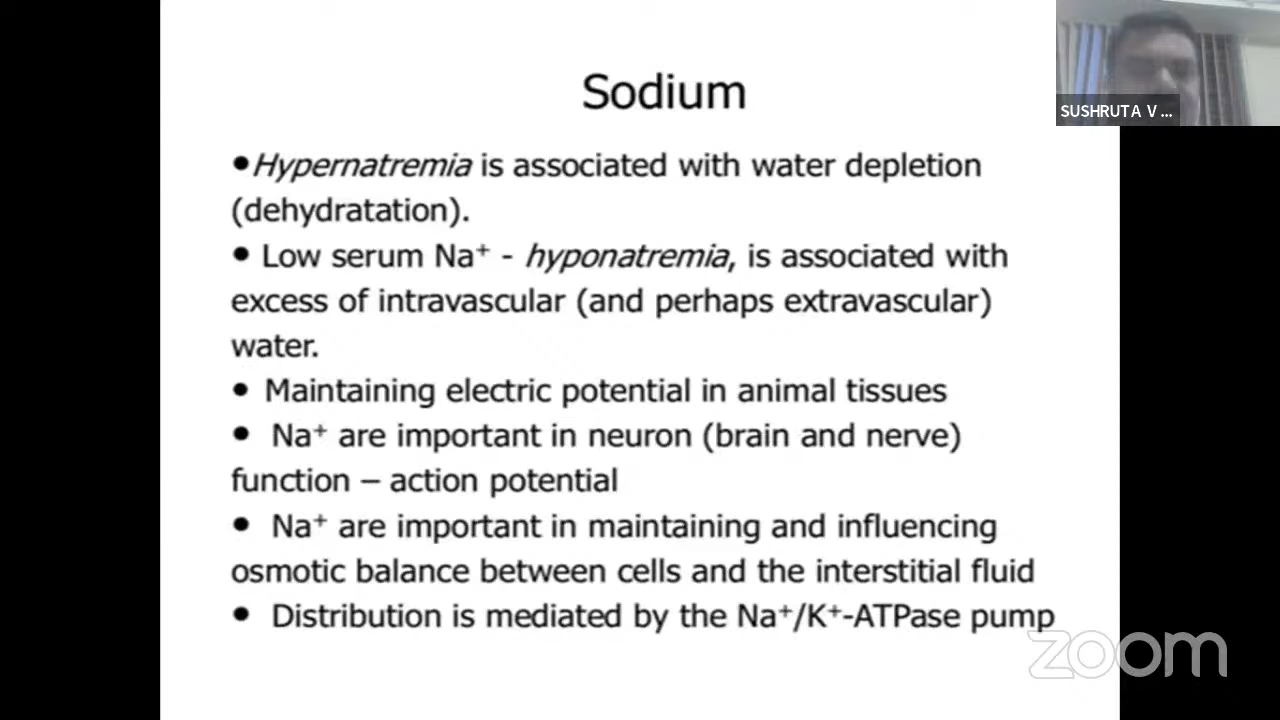 Sodium
SUSHRUTA V ...
●Hypernatremia is associated with water depletion
(dehydratation).
● Low serum Na⁺ - hyponatremia, is associated with
excess of intravascular (and perhaps extravascular)
water.
● Maintaining electric potential in animal tissues
● Na⁺ are important in neuron (brain and nerve)
function – action potential
● Na⁺ are important in maintaining and influencing
osmotic balance between cells and the interstitial fluid
● Distribution is mediated by the Na⁺/K⁺-ATPase pump
zoom